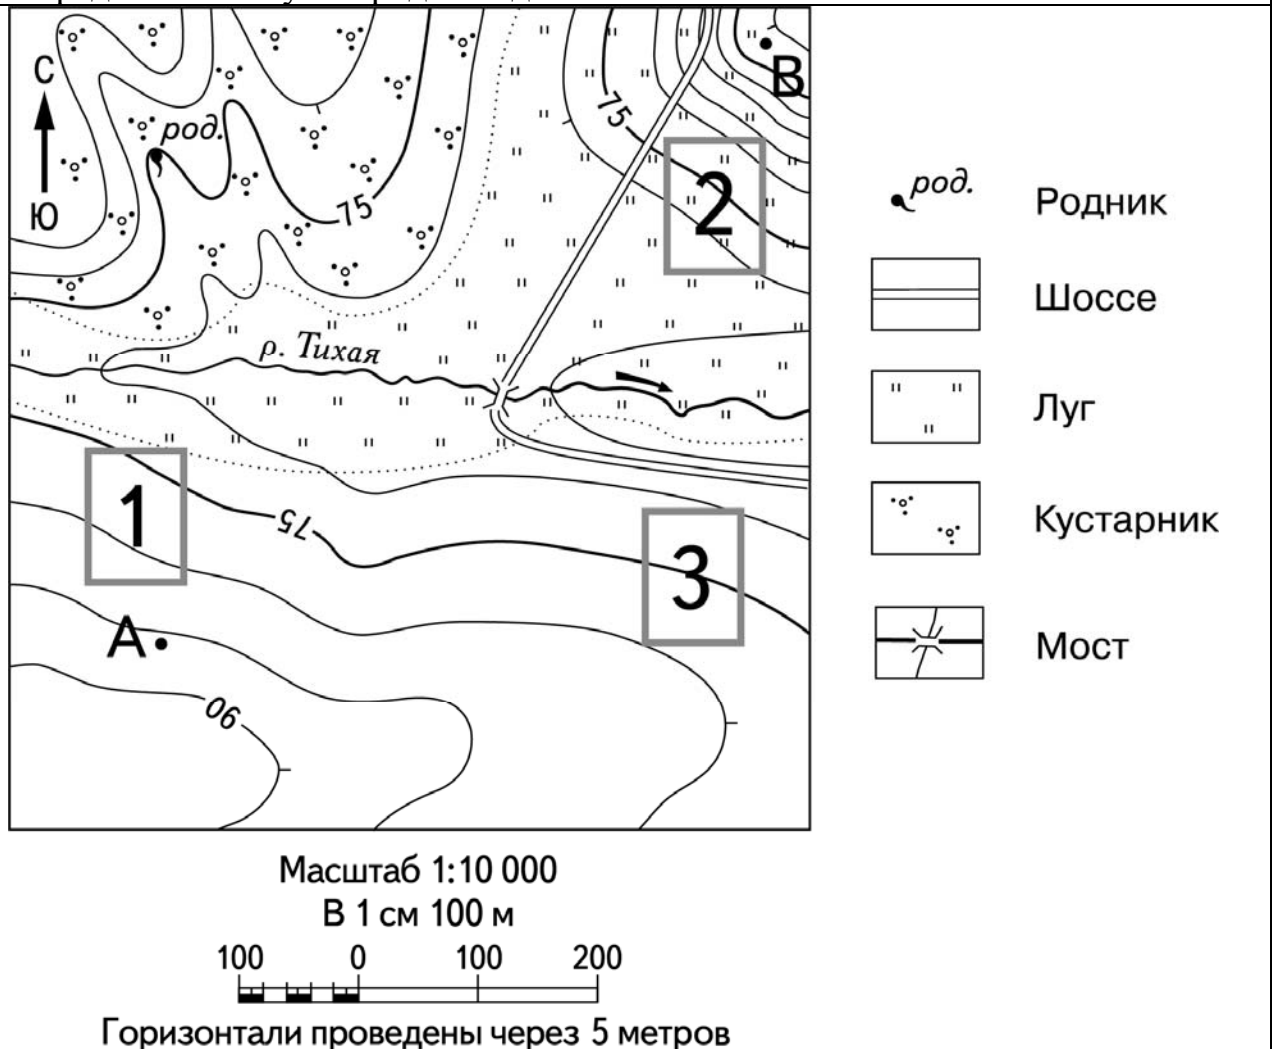 С
Ю
род.
75
75
В
2
р. Тихая
1
75
3
А
90
род.
Родник
Шоссе
Луг
Кустарник
Мост
Масштаб 1:10 000
В 1 см 100 м
100 0 100 200
Горизонтали проведены через 5 метров